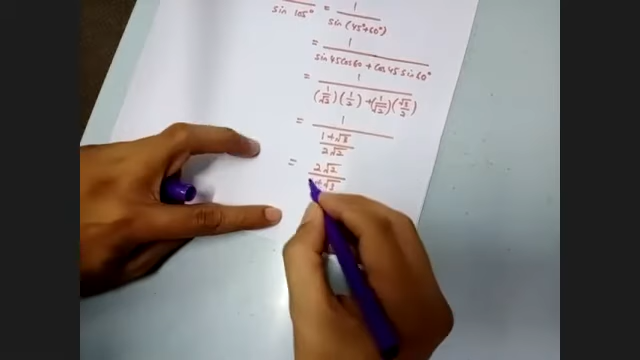 sin 105° = 1 / sin (45°+60°)
= 1 / sin 45 cos 60 + cos 45 sin 60°
= 1 / (1/√2)(1/2) + (1/√2)(√3/2)
= 1 / (1+√3 / 2√2)
= 2√2 / + √3